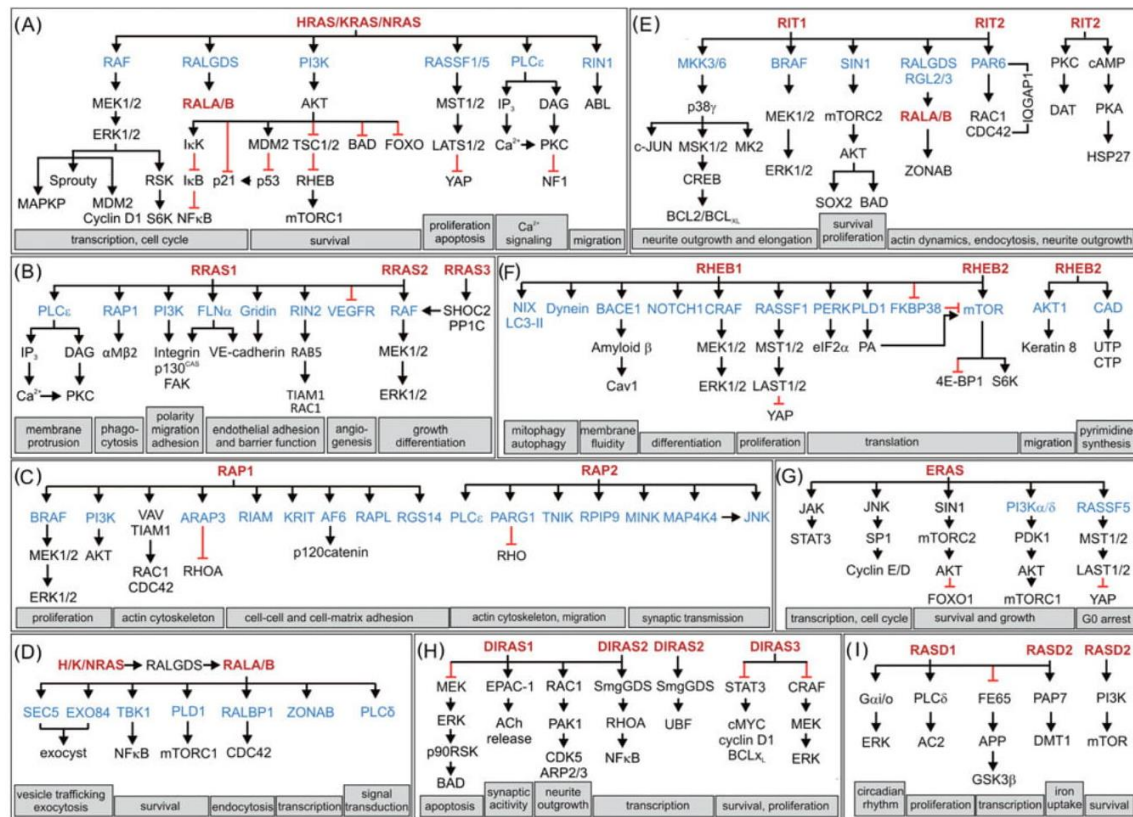 (A) HRAS/KRAS/NRAS
RAF RALGDS PI3K RASSF1/5 PLCε RIN1
MEK1/2 RALA/B AKT MST1/2 IP3 DAG ABL
ERK1/2 IκK MDM2 TSC1/2 BAD FOXO LATS1/2 Ca2+ PKC
Sprouty RSK IκB p21 p53 RHEB YAP NF1
MAPKP MDM2
Cyclin D1 S6K NFκB mTORC1
transcription, cell cycle survival proliferation
apoptosis Ca2+
signaling migration
(B) RRAS1 RRAS2 RRAS3
PLCε RAP1 PI3K FLNα Gridin RIN2 VEGFR RAF SHOC2
PP1C
IP3 DAG αMβ2 Integrin
p130CAS
FAK VE-cadherin RAB5 MEK1/2
Ca2+ PKC TIAM1
RAC1 ERK1/2
membrane
protrusion phago-
cytosis polarity
migration
adhesion endothelial adhesion
and barrier function angio-
genesis growth
differentiation
(C) RAP1 RAP2
BRAF PI3K VAV
TIAM1 ARAP3 RIAM KRIT AF6 RAPL RGS14 PLCε PARG1 TNIK RPIP9 MINK MAP4K4 JNK
MEK1/2 AKT RAC1
CDC42 RHOA p120catenin RHO
ERK1/2
proliferation actin cytoskeleton cell-cell and cell-matrix adhesion actin cytoskeleton, migration synaptic transmission
(D) H/K/NRAS RALGDS RALA/B
SEC5 EXO84 TBK1 PLD1 RALBP1 ZONAB PLCδ
exocyst NFκB mTORC1 CDC42
vesicle trafficking
exocytosis survival endocytosis transcription signal
transduction
(E) RIT1 RIT2 RIT2
MKK3/6 BRAF SIN1 RALGDS
RGL2/3 PAR6 PKC cAMP
p38γ MEK1/2 mTORC2 RALA/B RAC1
CDC42 IQGAP1 DAT PKA
c-JUN MSK1/2 MK2 ERK1/2 AKT ZONAB HSP27
CREB SOX2 BAD
BCL2/BCLXL
neurite outgrowth and elongation survival
proliferation actin dynamics, endocytosis, neurite outgrowth
(F) RHEB1 RHEB2 RHEB2
NIX
LC3-II Dynein BACE1 NOTCH1 CRAF RASSF1 PERK PLD1 FKBP38 mTOR AKT1 CAD
Amyloid β MEK1/2 MST1/2 eIF2α PA Keratin 8 UTP
CTP
Cav1 ERK1/2 LAST1/2 4E-BP1 S6K
YAP
mitophagy
autophagy membrane
fluidity differentiation proliferation translation migration pyrimidine
synthesis
(G) ERAS
JAK JNK SIN1 PI3Kα/δ RASSF5
STAT3 SP1 mTORC2 PDK1 MST1/2
Cyclin E/D AKT AKT LAST1/2
FOXO1 mTORC1 YAP
transcription, cell cycle survival and growth G0 arrest
(H) DIRAS1 DIRAS2 DIRAS2 DIRAS3
MEK EPAC-1 RAC1 SmgGDS SmgGDS STAT3 CRAF
ERK ACh
release PAK1 RHOA UBF cMYC
cyclin D1
BCLxL MEK
p90RSK CDK5
ARP2/3 NFκB ERK
BAD
apoptosis synaptic
acitivity neurite
outgrowth transcription survival, proliferation
(I) RASD1 RASD2 RASD2
Gαi/o PLCδ FE65 PAP7 PI3K
ERK AC2 APP DMT1 mTOR
GSK3β
circadian
rhythm proliferation transcription iron
uptake survival